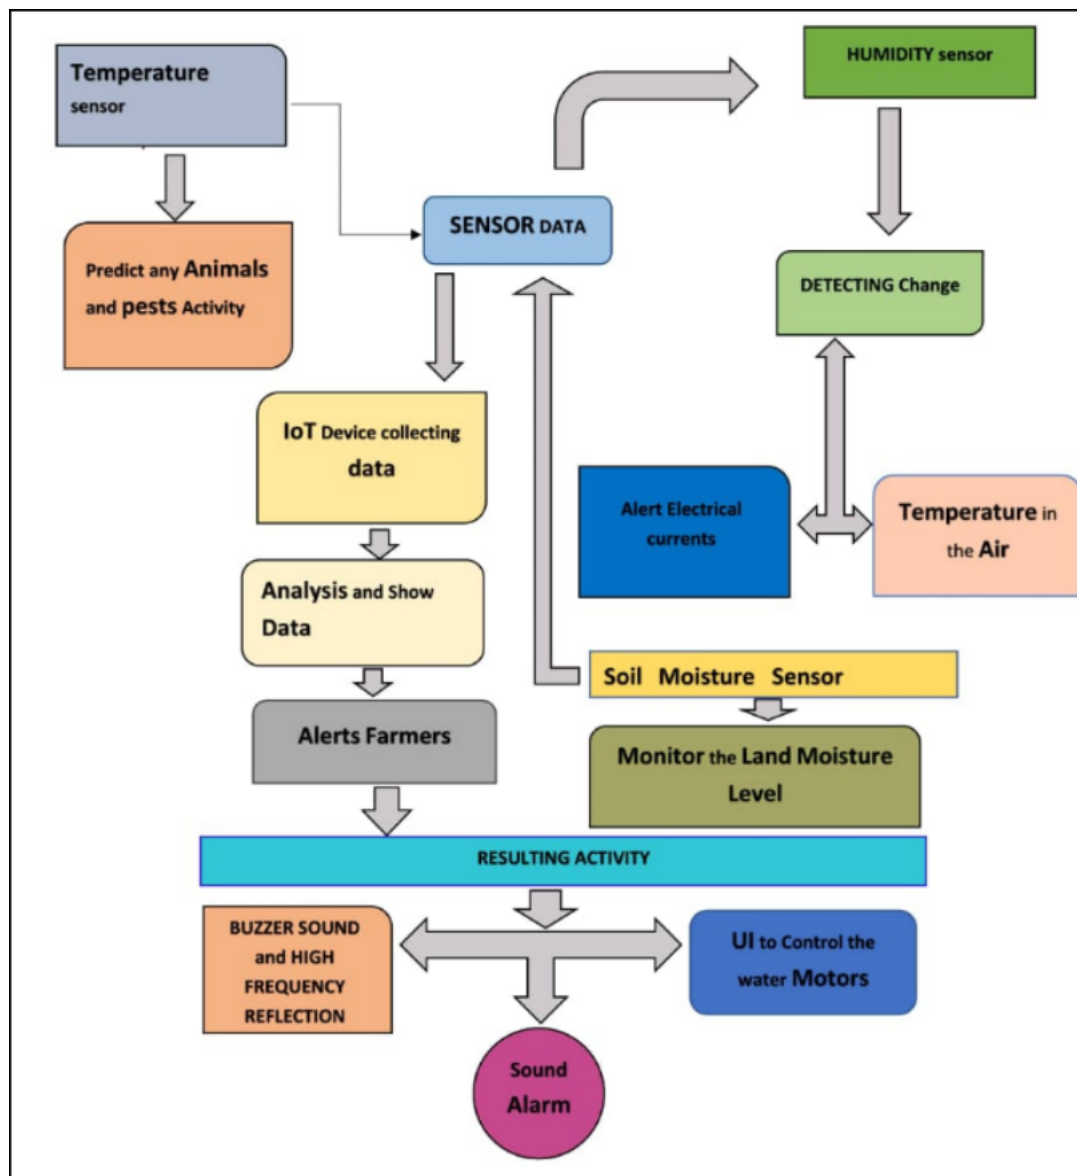 Temperature
sensor
HUMIDITY sensor
SENSOR DATA
Predict any Animals
and pests Activity
DETECTING Change
IoT Device collecting
data
Alert Electrical
currents
Temperature in
the Air
Analysis and Show
Data
Soil Moisture Sensor
Alerts Farmers
Monitor the Land Moisture
Level
RESULTING ACTIVITY
BUZZER SOUND
and HIGH
FREQUENCY
REFLECTION
UI to Control the
water Motors
Sound
Alarm